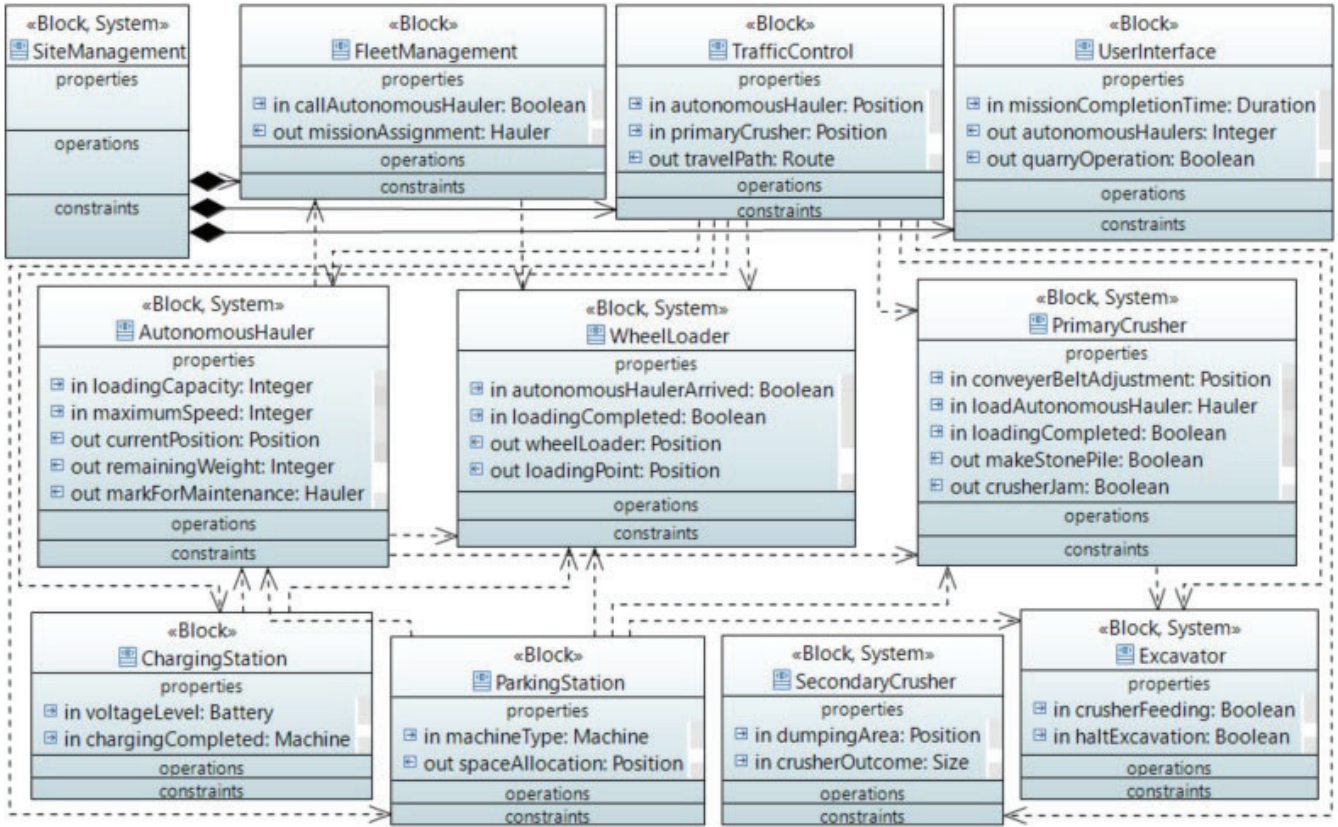 «Block, System»
SiteManagement
properties
operations
constraints
«Block»
FleetManagement
properties
in callAutonomousHauler: Boolean
out missionAssignment: Hauler
operations
constraints
«Block»
TrafficControl
properties
in autonomousHauler: Position
in primaryCrusher: Position
out travelPath: Route
operations
constraints
«Block»
UserInterface
properties
in missionCompletionTime: Duration
out autonomousHaulers: Integer
out quarryOperation: Boolean
operations
constraints
«Block, System»
AutonomousHauler
properties
in loadingCapacity: Integer
in maximumSpeed: Integer
out currentPosition: Position
out remainingWeight: Integer
out markForMaintenance: Hauler
operations
constraints
«Block, System»
WheelLoader
properties
in autonomousHaulerArrived: Boolean
in loadingCompleted: Boolean
out wheelLoader: Position
out loadingPoint: Position
operations
constraints
«Block, System»
PrimaryCrusher
properties
in conveyerBeltAdjustment: Position
in loadAutonomousHauler: Hauler
in loadingCompleted: Boolean
out makeStonePile: Boolean
out crusherJam: Boolean
operations
constraints
«Block»
ChargingStation
properties
in voltageLevel: Battery
in chargingCompleted: Machine
operations
constraints
«Block»
ParkingStation
properties
in machineType: Machine
out spaceAllocation: Position
operations
constraints
«Block, System»
SecondaryCrusher
properties
in dumpingArea: Position
in crusherOutcome: Size
operations
constraints
«Block, System»
Excavator
properties
in crusherFeeding: Boolean
in haltExcavation: Boolean
operations
constraints